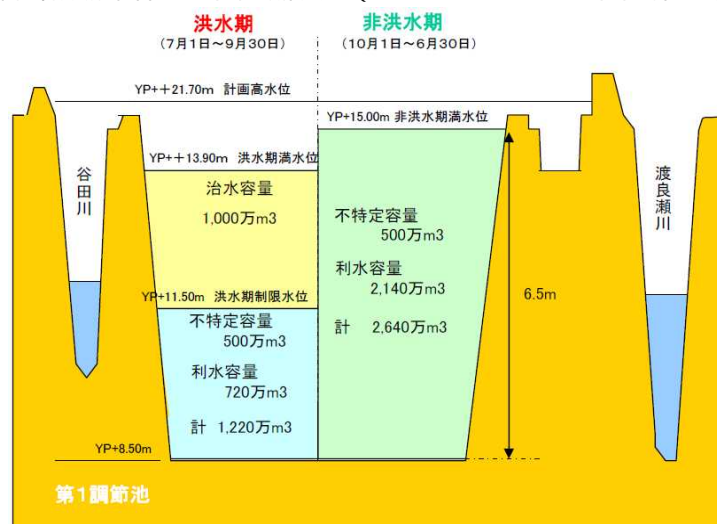 洪水期
(7月1日～9月30日)
非洪水期
(10月1日～6月30日)
YP+＋21.70m 計画高水位
YP+15.00m 非洪水期満水位
YP+＋13.90m 洪水期満水位
谷田川
渡良瀬川
治水容量
1,000万m3
不特定容量
500万m3
利水容量
2,140万m3
計 2,640万m3
6.5m
YP+11.50m 洪水期制限水位
不特定容量
500万m3
利水容量
720万m3
計 1,220万m3
YP+8.50m
第1調節池